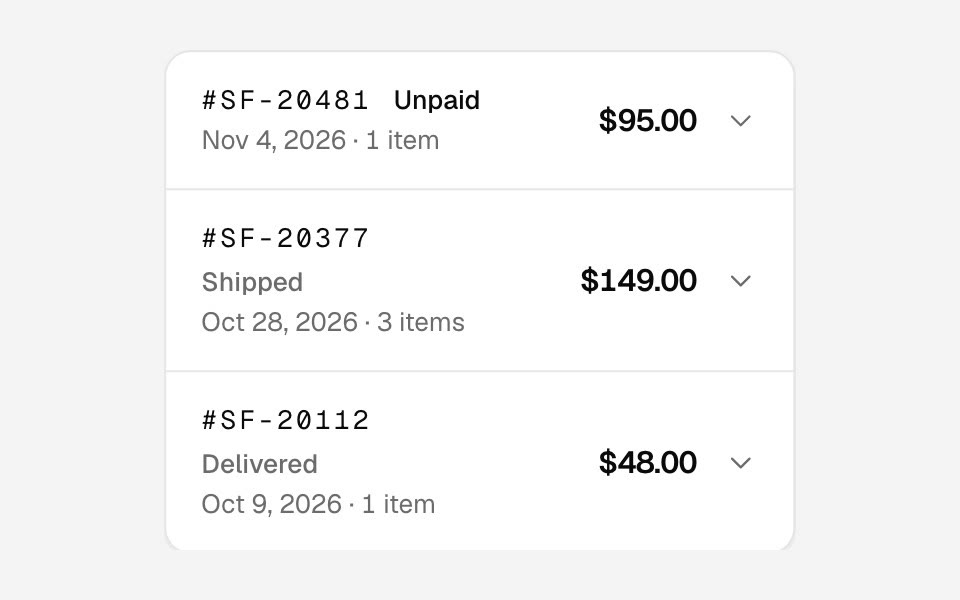 #SF-20481 Unpaid
Nov 4, 2026 · 1 item
$95.00
#SF-20377
Shipped
Oct 28, 2026 · 3 items
$149.00
#SF-20112
Delivered
Oct 9, 2026 · 1 item
$48.00